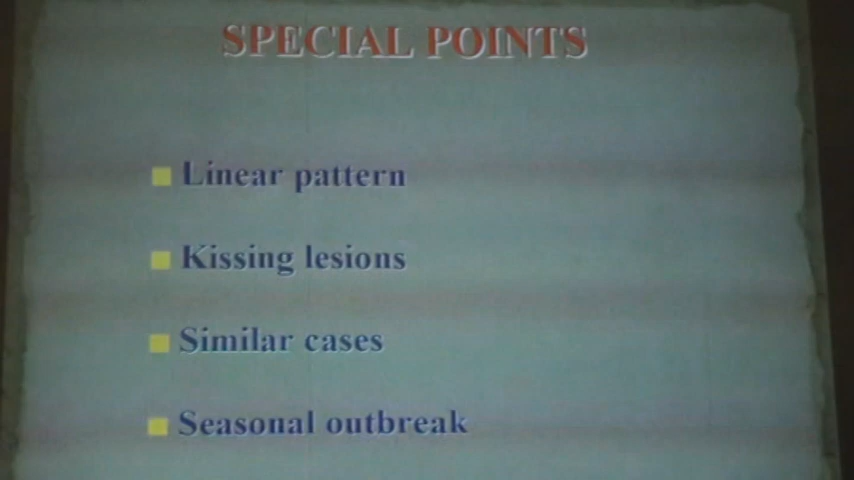 SPECIAL POINTS
Linear pattern
Kissing lesions
Similar cases
Seasonal outbreak